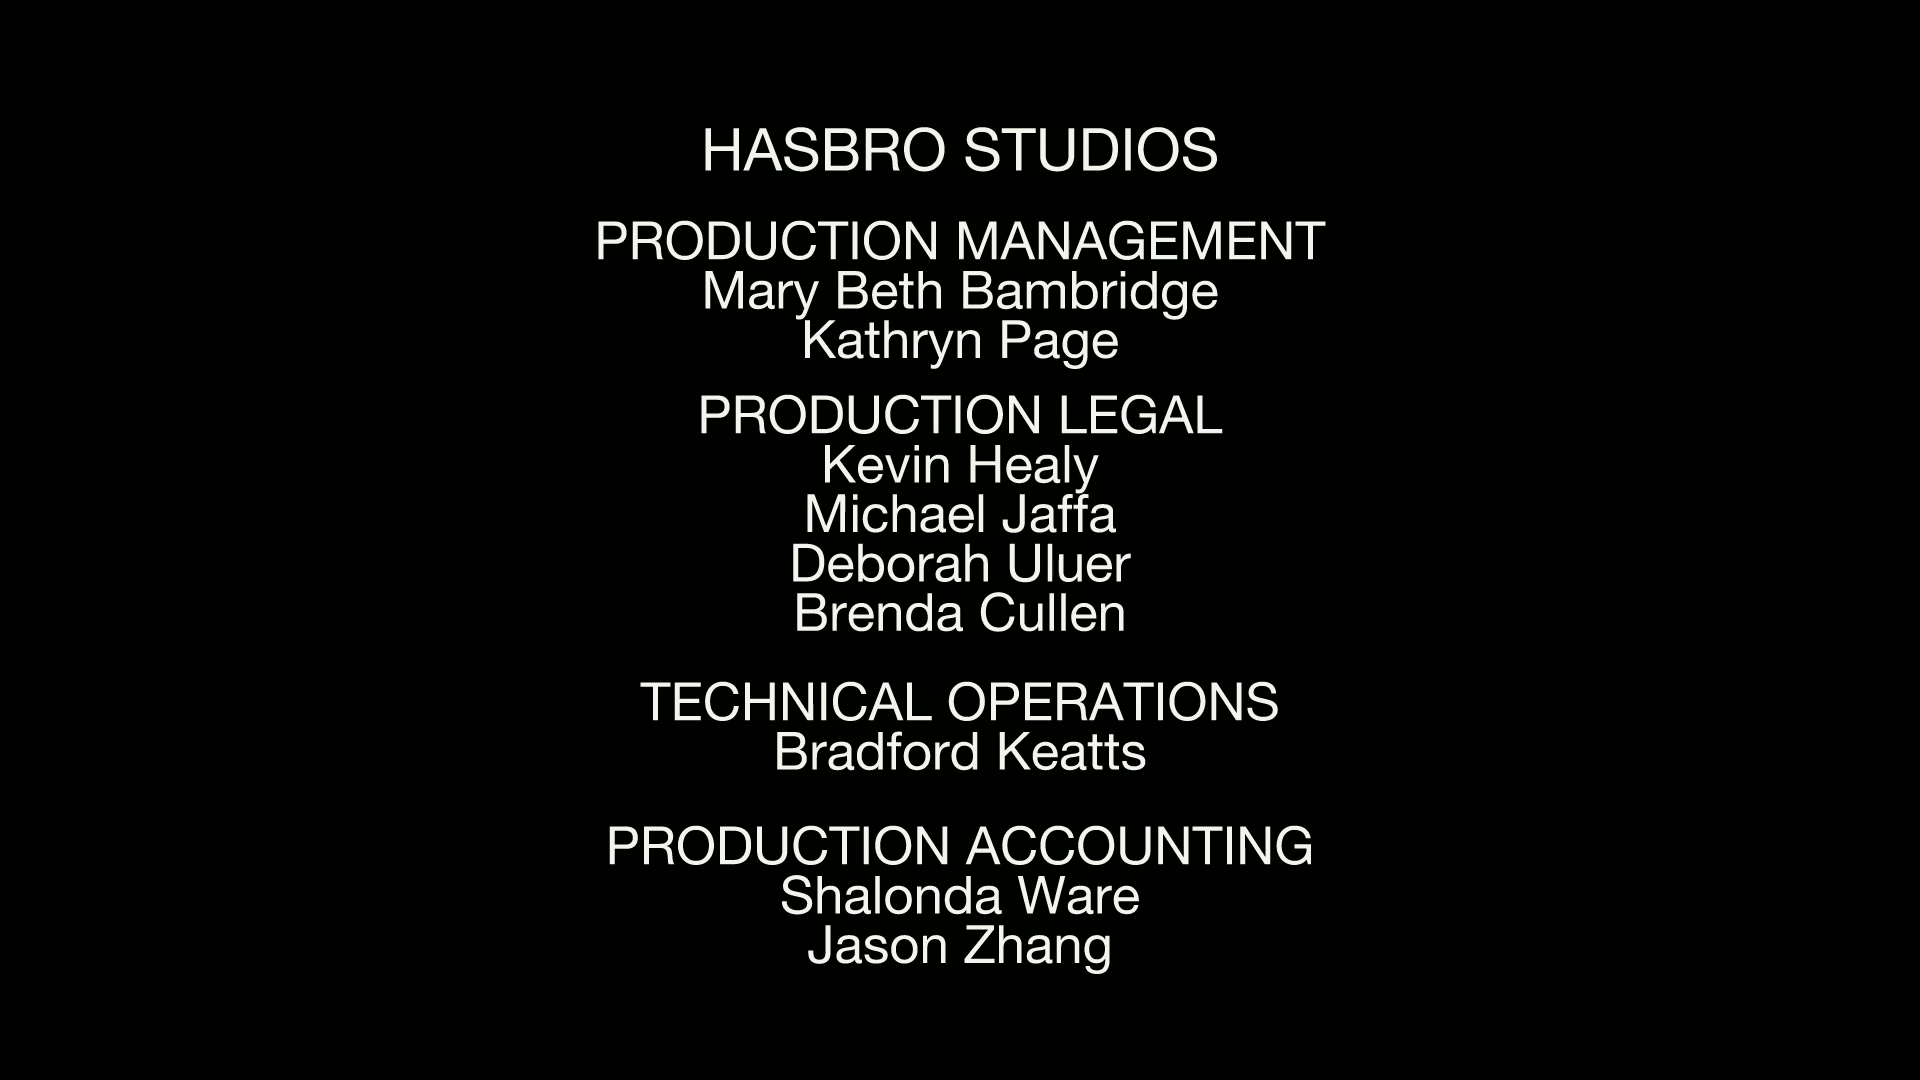 HASBRO STUDIOS
PRODUCTION MANAGEMENT
Mary Beth Bambridge
Kathryn Page
PRODUCTION LEGAL
Kevin Healy
Michael Jaffa
Deborah Uluer
Brenda Cullen
TECHNICAL OPERATIONS
Bradford Keatts
PRODUCTION ACCOUNTING
Shalonda Ware
Jason Zhang